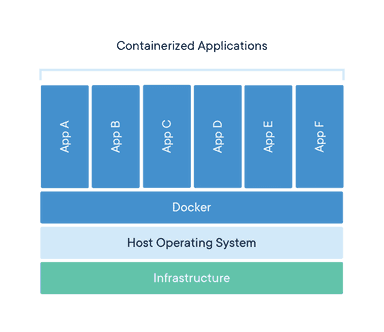 Containerized Applications
App A
App B
App C
App D
App E
App F
Docker
Host Operating System
Infrastructure